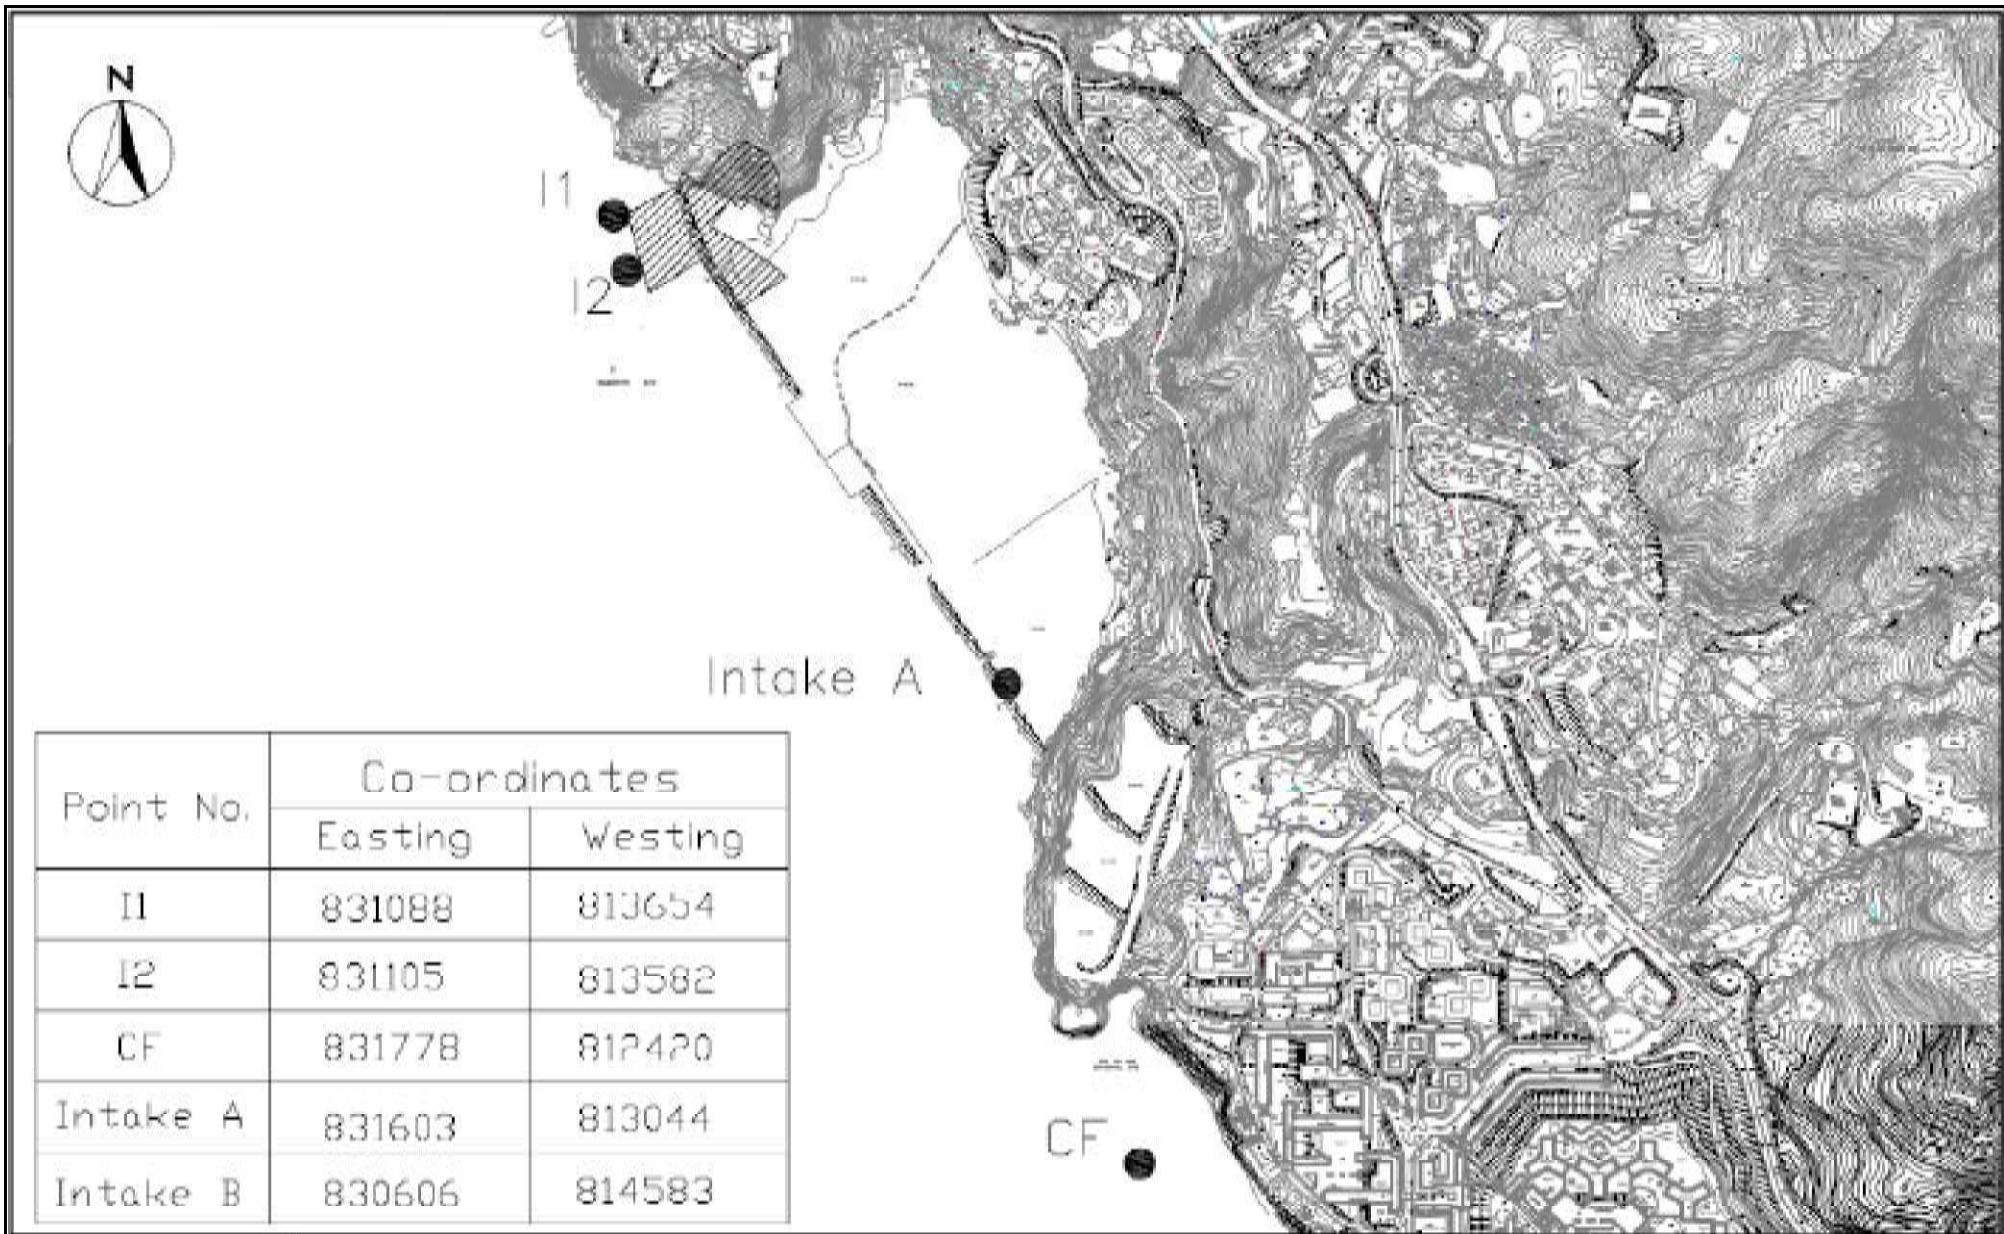 N
I1
I2
Intake A
CF
Point No. Co-ordinates
Easting Westing
I1 831088 813654
I2 831105 813582
CF 831778 812420
Intake A 831603 813044
Intake B 830606 814583